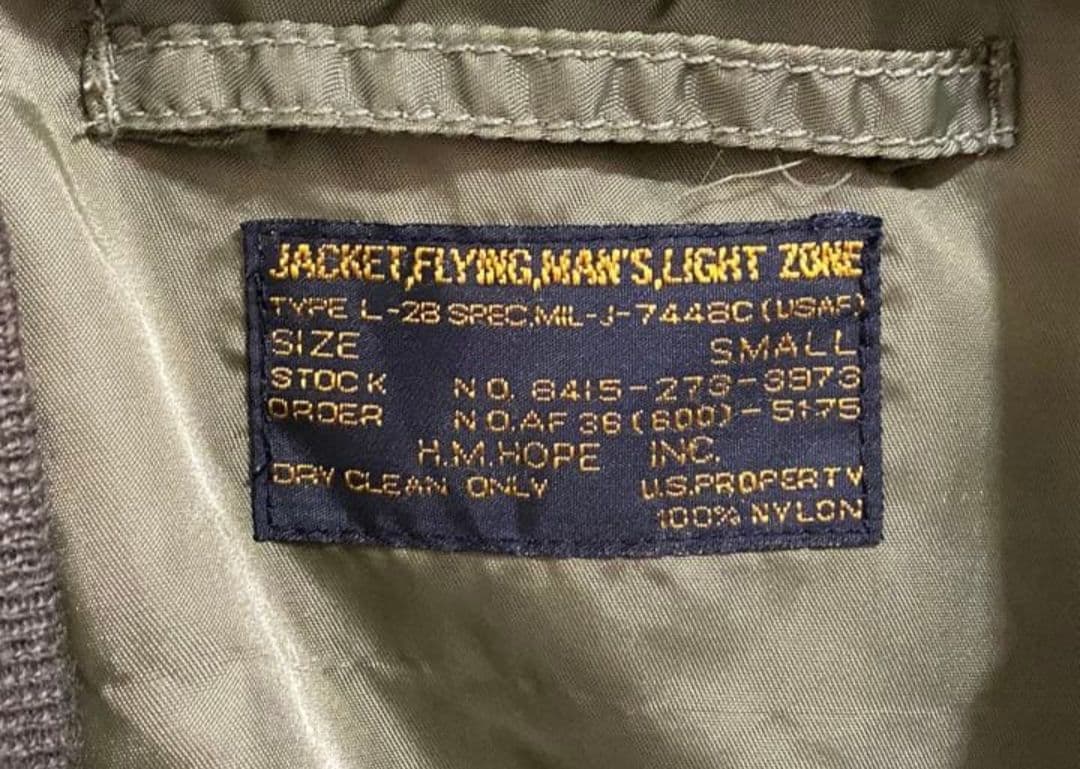 JACKET,FLYING,MAN'S,LIGHT ZONE
TYPE L-2B SPEC.MIL-J-7448C (USAF)
SIZE SMALL
STOCK NO. 8415-273-3973
ORDER NO.AF 36 (600)-5175
H.M.HOPE INC.
DRY CLEAN ONLY U.S.PROPERTY
100% NYLON